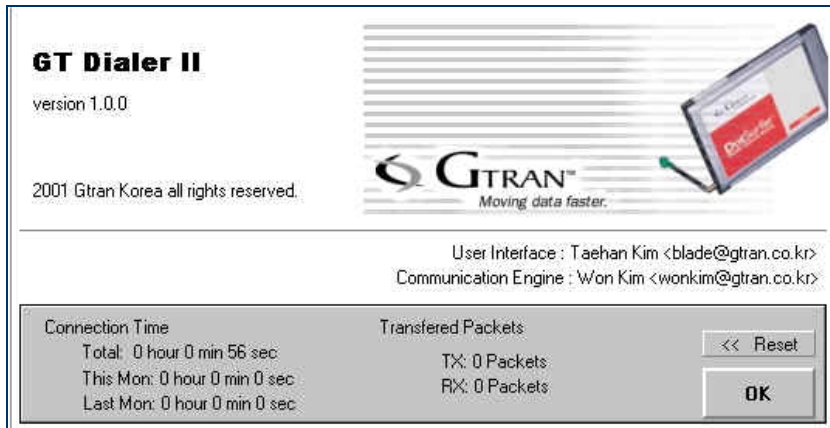 GT Dialer II
version 1.0.0
2001 Gtran Korea all rights reserved.
GTRAN™
Moving data faster.
User Interface : Taehan Kim <blade@gtran.co.kr>
Communication Engine : Won Kim <wonkim@gtran.co.kr>
Connection Time
Total: 0 hour 0 min 56 sec
This Mon: 0 hour 0 min 0 sec
Last Mon: 0 hour 0 min 0 sec
Transfered Packets
TX: 0 Packets
RX: 0 Packets
<< Reset
OK